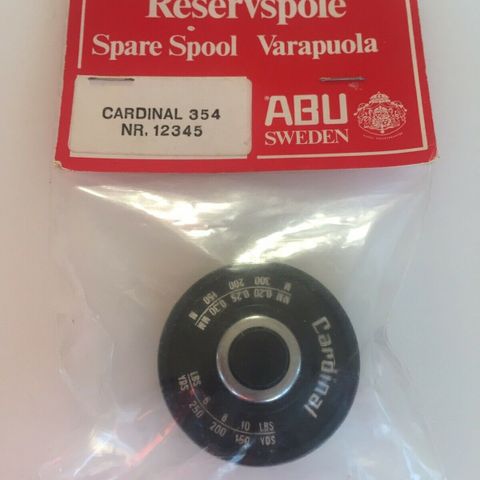 Reservspole
Spare Spool Varapuola
CARDINAL 354
NR. 12345
ABU
SWEDEN
Cardinal
M 300 200 150 M
MM 0.20 0.25 0.30 MM
LBS 6 8 10 LBS
YDS 250 200 150 YDS